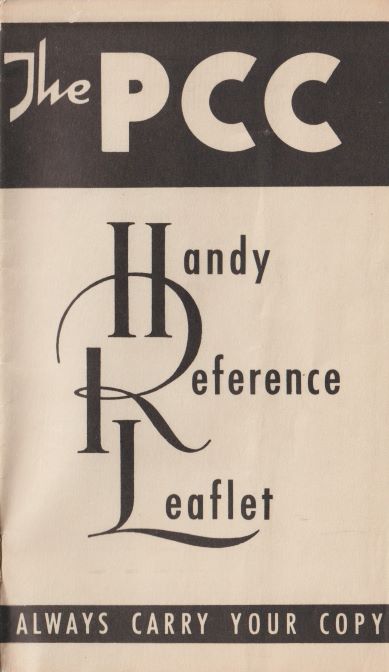 The PCC
Handy
Reference
Leaflet
ALWAYS CARRY YOUR COPY